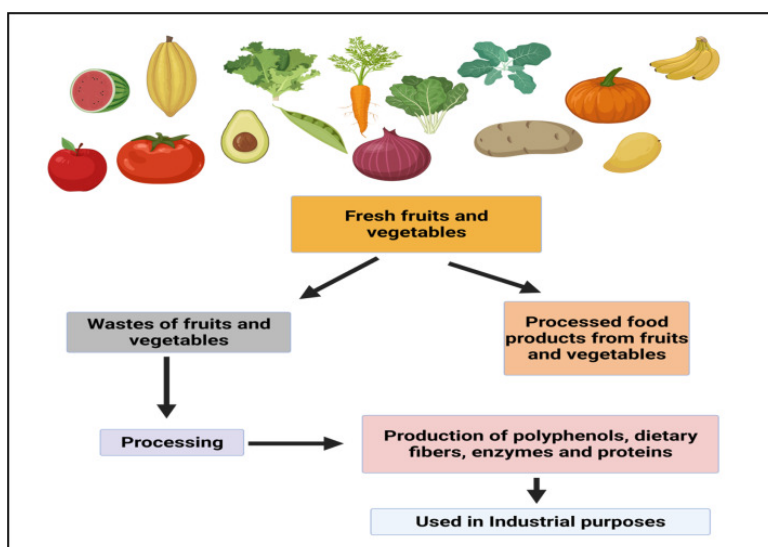 Fresh fruits and
vegetables
Wastes of fruits and
vegetables
Processed food
products from fruits
and vegetables
Processing
Production of polyphenols, dietary
fibers, enzymes and proteins
Used in Industrial purposes